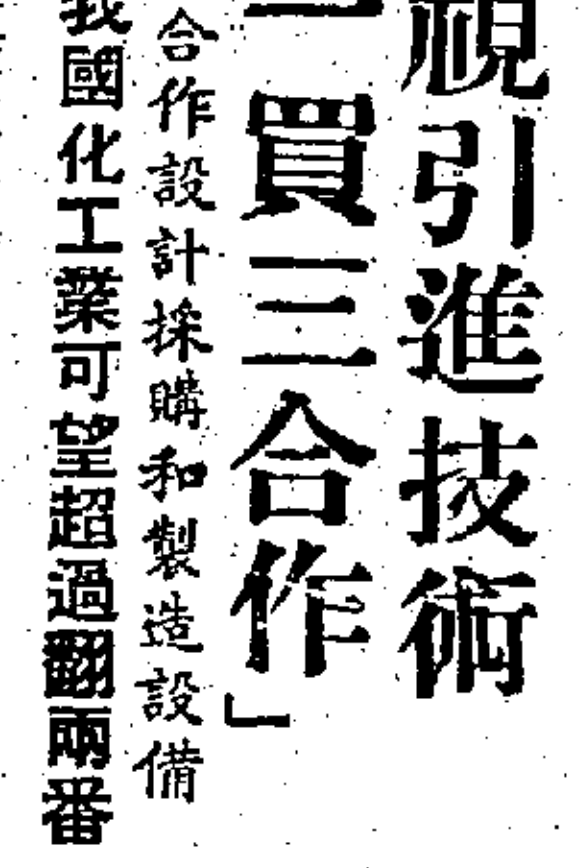 視引進技術
一買三合作」
合作設計採購和製造設備
我國化工業可望超過翻兩番